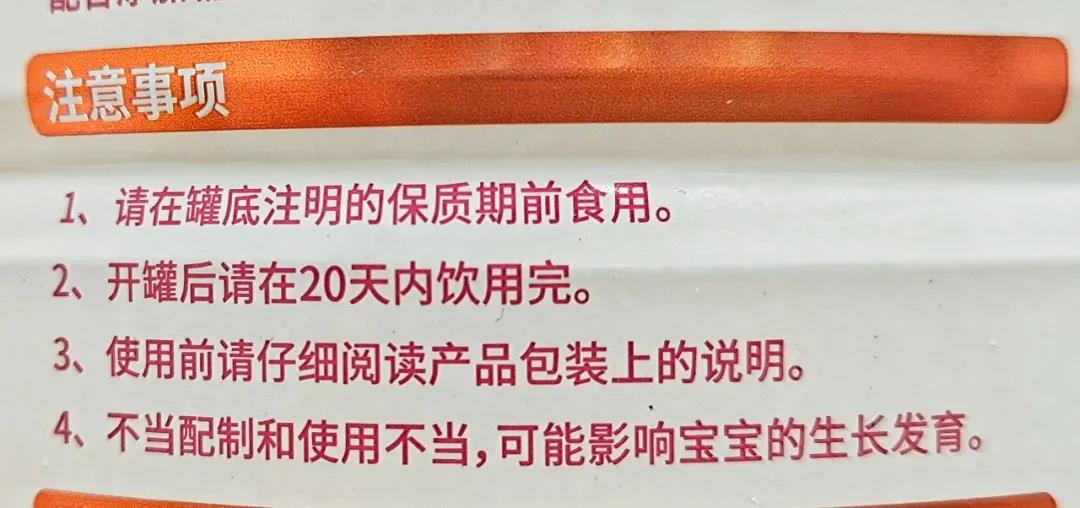 注意事项
1、请在罐底注明的保质期前食用。
2、开罐后请在20天内饮用完。
3、使用前请仔细阅读产品包装上的说明。
4、不当配制和使用不当,可能影响宝宝的生长发育。